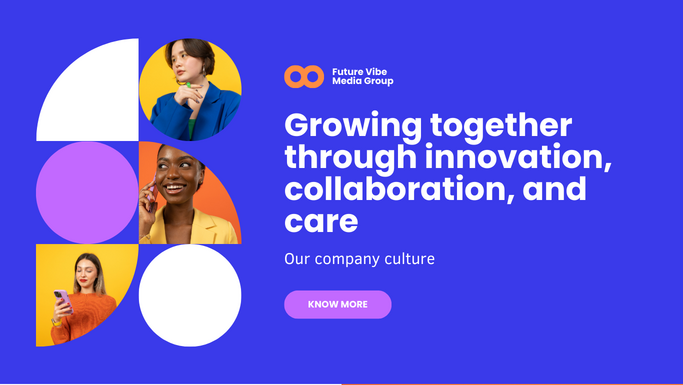 Future Vibe
Media Group
Growing together
through innovation,
collaboration, and
care
Our company culture
KNOW MORE